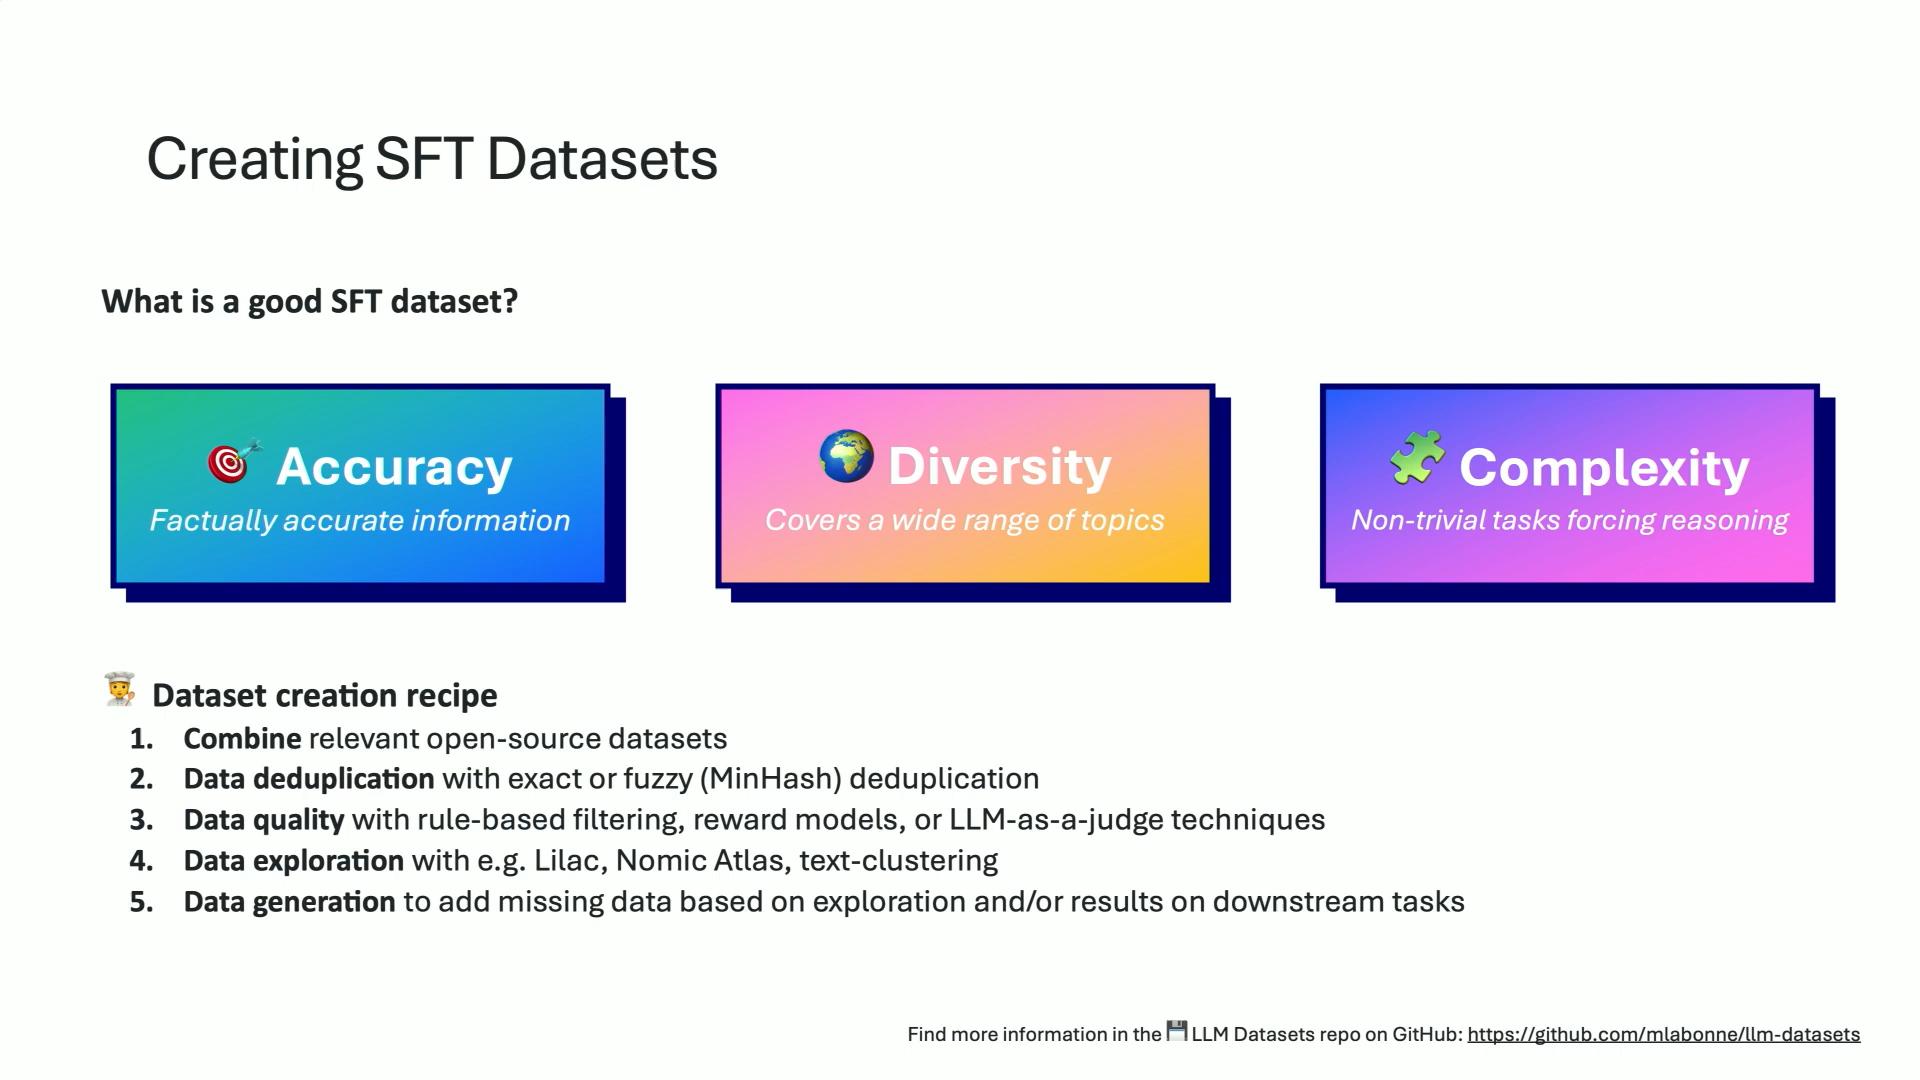 Creating SFT Datasets
What is a good SFT dataset?
Accuracy
Factually accurate information
Diversity
Covers a wide range of topics
Complexity
Non-trivial tasks forcing reasoning
Dataset creation recipe
1. Combine relevant open-source datasets
2. Data deduplication with exact or fuzzy (MinHash) deduplication
3. Data quality with rule-based filtering, reward models, or LLM-as-a-judge techniques
4. Data exploration with e.g. Lilac, Nomic Atlas, text-clustering
5. Data generation to add missing data based on exploration and/or results on downstream tasks
Find more information in the 💾 LLM Datasets repo on GitHub: https://github.com/mlabonne/llm-datasets